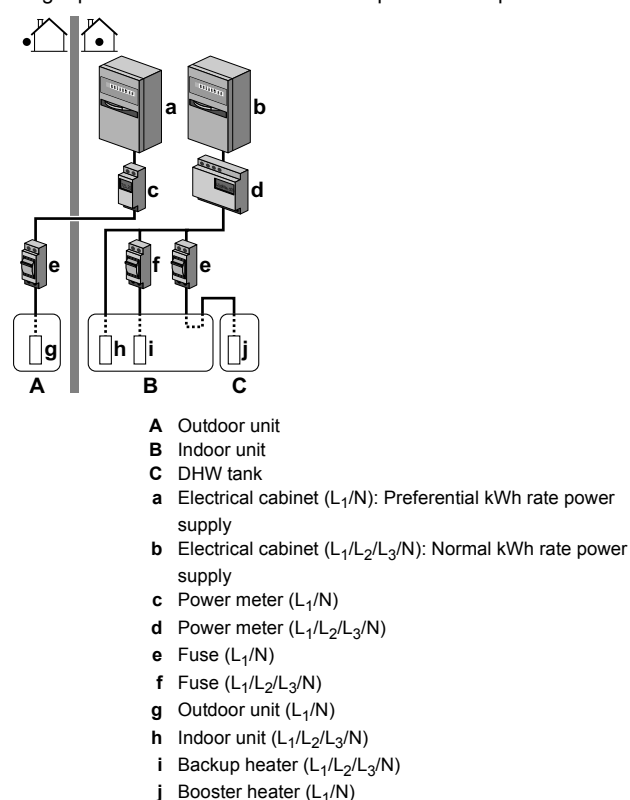 a b
c d
e f e
g h i j
A B C
A Outdoor unit
B Indoor unit
C DHW tank
a Electrical cabinet (L₁/N): Preferential kWh rate power
supply
b Electrical cabinet (L₁/L₂/L₃/N): Normal kWh rate power
supply
c Power meter (L₁/N)
d Power meter (L₁/L₂/L₃/N)
e Fuse (L₁/N)
f Fuse (L₁/L₂/L₃/N)
g Outdoor unit (L₁/N)
h Indoor unit (L₁/L₂/L₃/N)
i Backup heater (L₁/L₂/L₃/N)
j Booster heater (L₁/N)